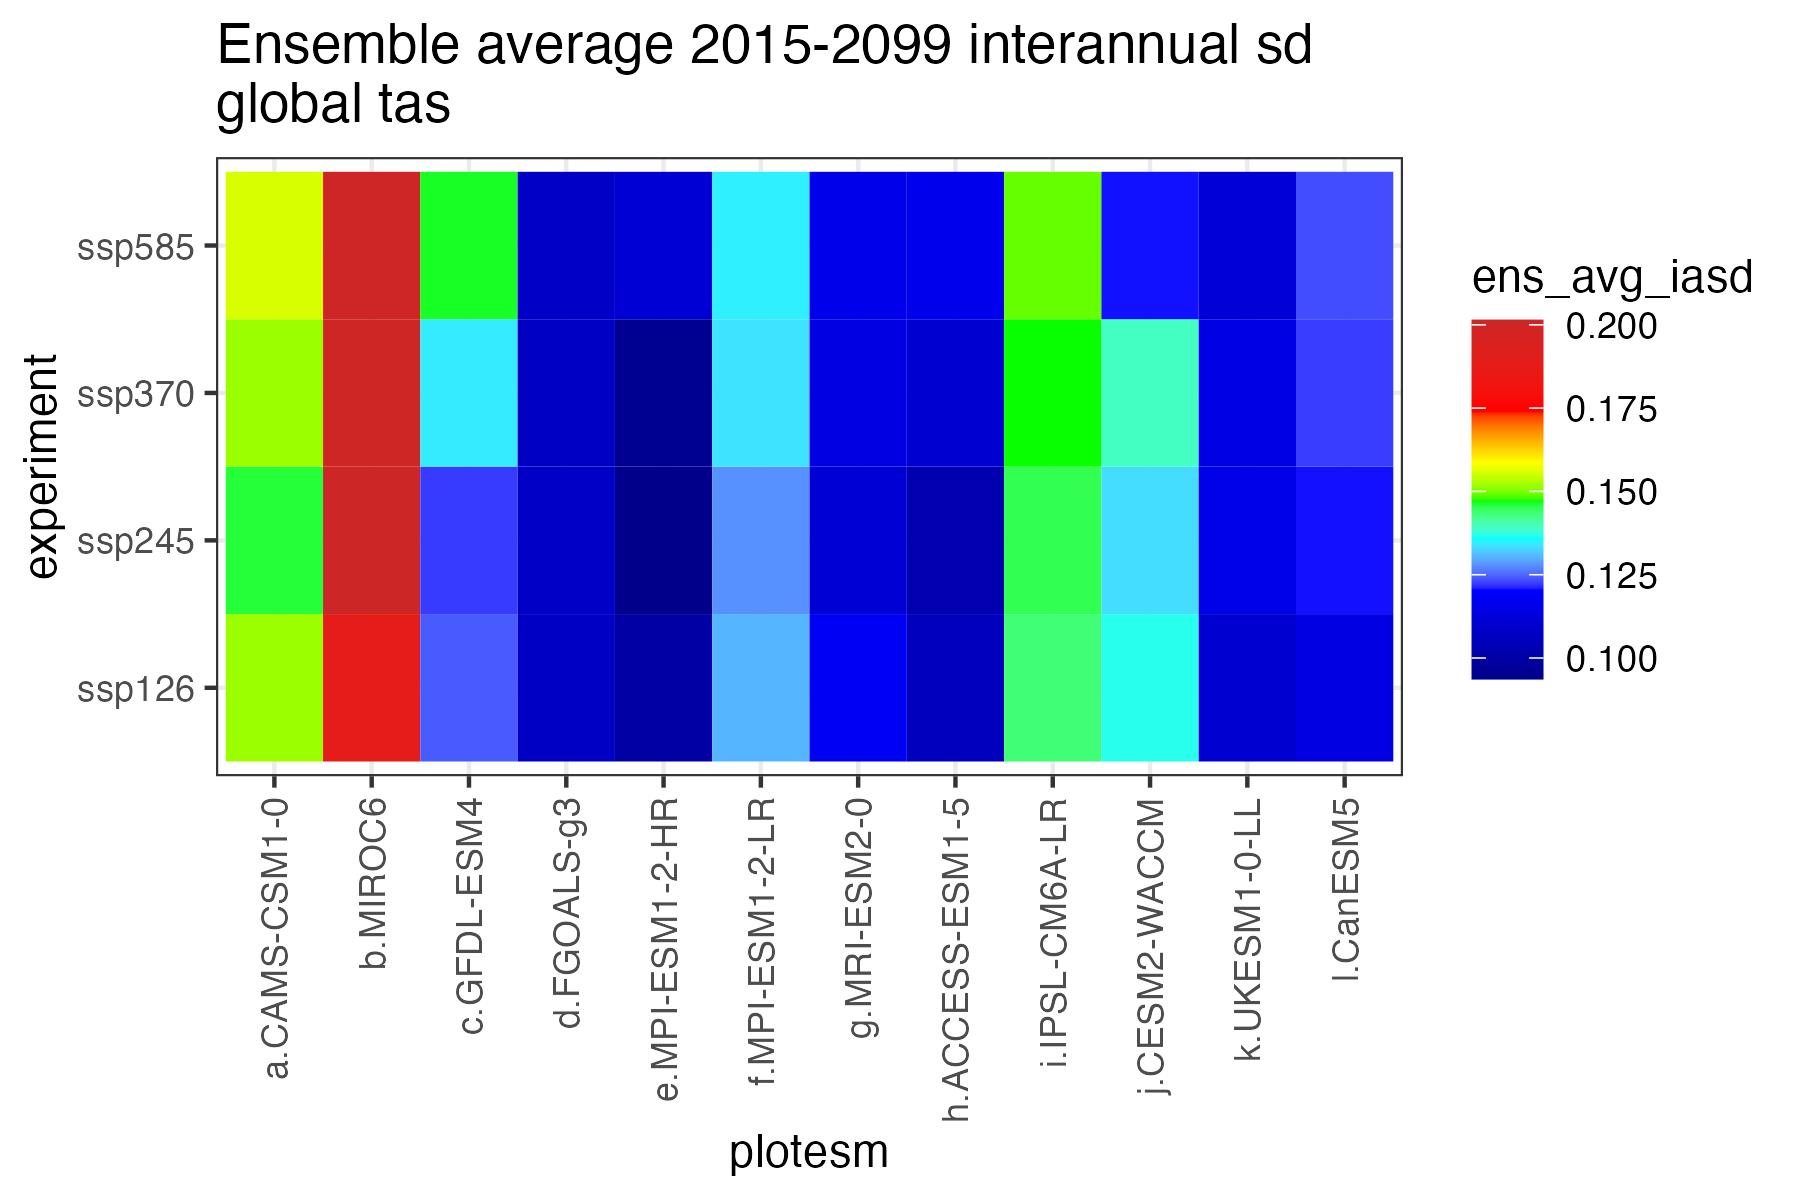 Ensemble average 2015-2099 interannual sd
global tas
experiment
ssp585
ssp370
ssp245
ssp126
a.CAMS-CSM1-0
b.MIROC6
c.GFDL-ESM4
d.FGOALS-g3
e.MPI-ESM1-2-HR
f.MPI-ESM1-2-LR
g.MRI-ESM2-0
h.ACCESS-ESM1-5
i.IPSL-CM6A-LR
j.CESM2-WACCM
k.UKESM1-0-LL
l.CanESM5
plotesm
ens_avg_iasd
0.200
0.175
0.150
0.125
0.100